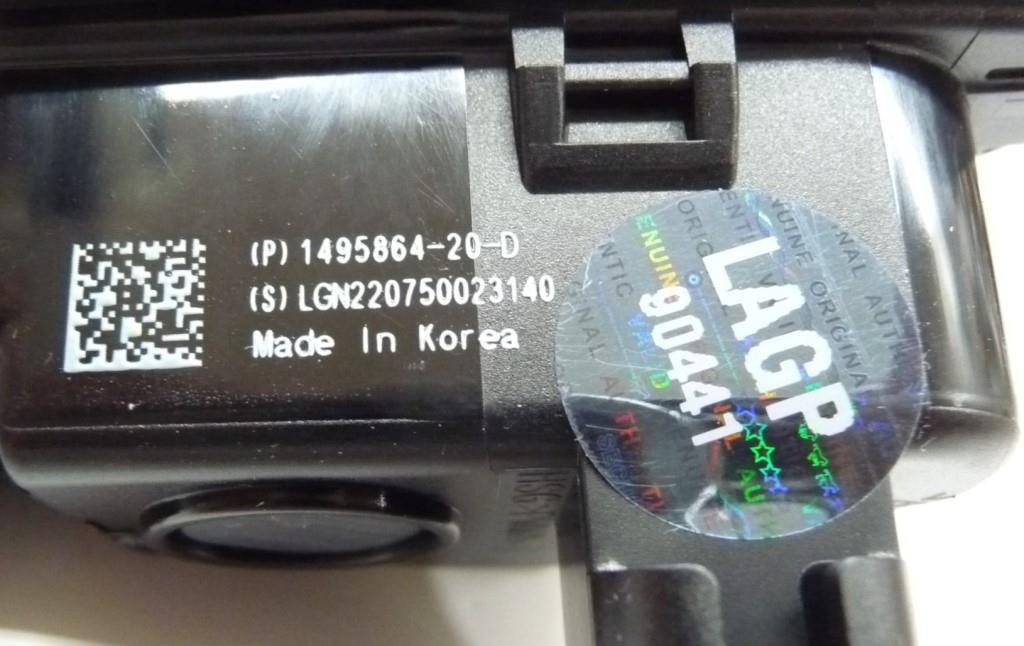 (P) 1495864-20-D
(S) LGN220750023140
Made In Korea
LAGP
90441